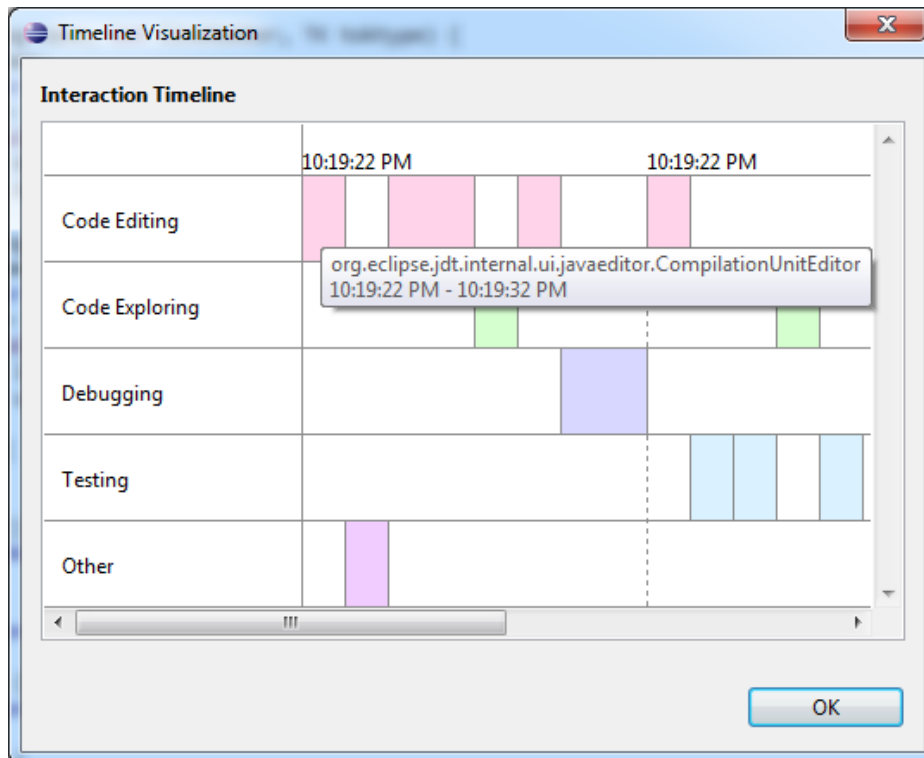 Timeline Visualization
Interaction Timeline
10:19:22 PM 10:19:22 PM
Code Editing
org.eclipse.jdt.internal.ui.javaeditor.CompilationUnitEditor
10:19:22 PM - 10:19:32 PM
Code Exploring
Debugging
Testing
Other
OK